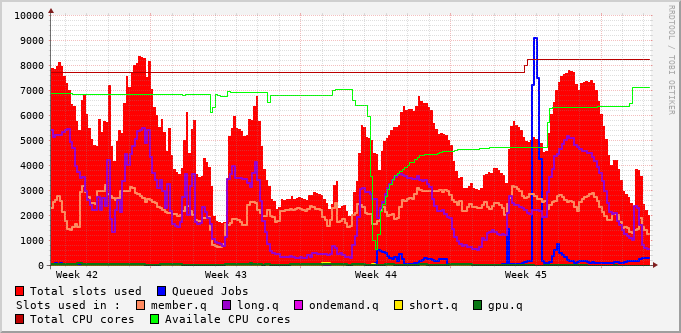 10000
9000
8000
7000
6000
5000
4000
3000
2000
1000
0
Week 42 Week 43 Week 44 Week 45
RRDTOOL / TOBI OETIKER
Total slots used Queued Jobs
Slots used in : member.q long.q ondemand.q short.q gpu.q
Total CPU cores Availale CPU cores